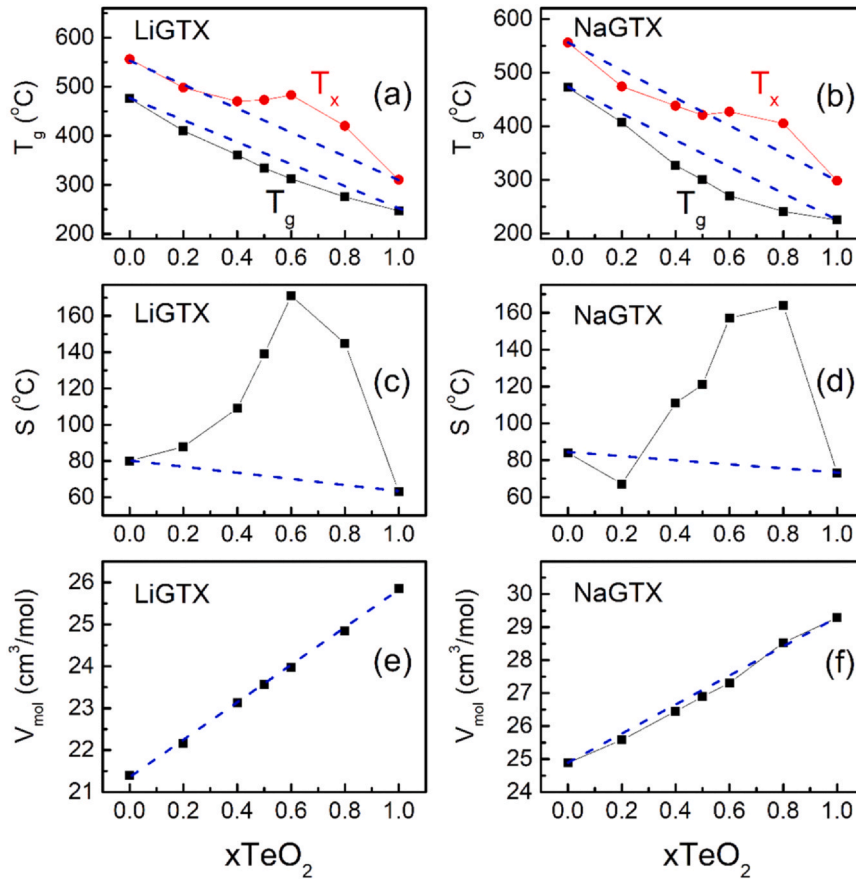 LiGTX
NaGTX
600
500
400
300
200
T_g (°C)
T_x
T_g
(a)
0.0 0.2 0.4 0.6 0.8 1.0
600
500
400
300
200
T_g (°C)
T_x
T_g
(b)
0.0 0.2 0.4 0.6 0.8 1.0
LiGTX
160
140
120
100
80
60
S (°C)
(c)
0.0 0.2 0.4 0.6 0.8 1.0
NaGTX
160
140
120
100
80
60
S (°C)
(d)
0.0 0.2 0.4 0.6 0.8 1.0
LiGTX
26
25
24
23
22
21
V_mol (cm³/mol)
(e)
0.0 0.2 0.4 0.6 0.8 1.0
xTeO₂
NaGTX
30
29
28
27
26
25
24
V_mol (cm³/mol)
(f)
0.0 0.2 0.4 0.6 0.8 1.0
xTeO₂